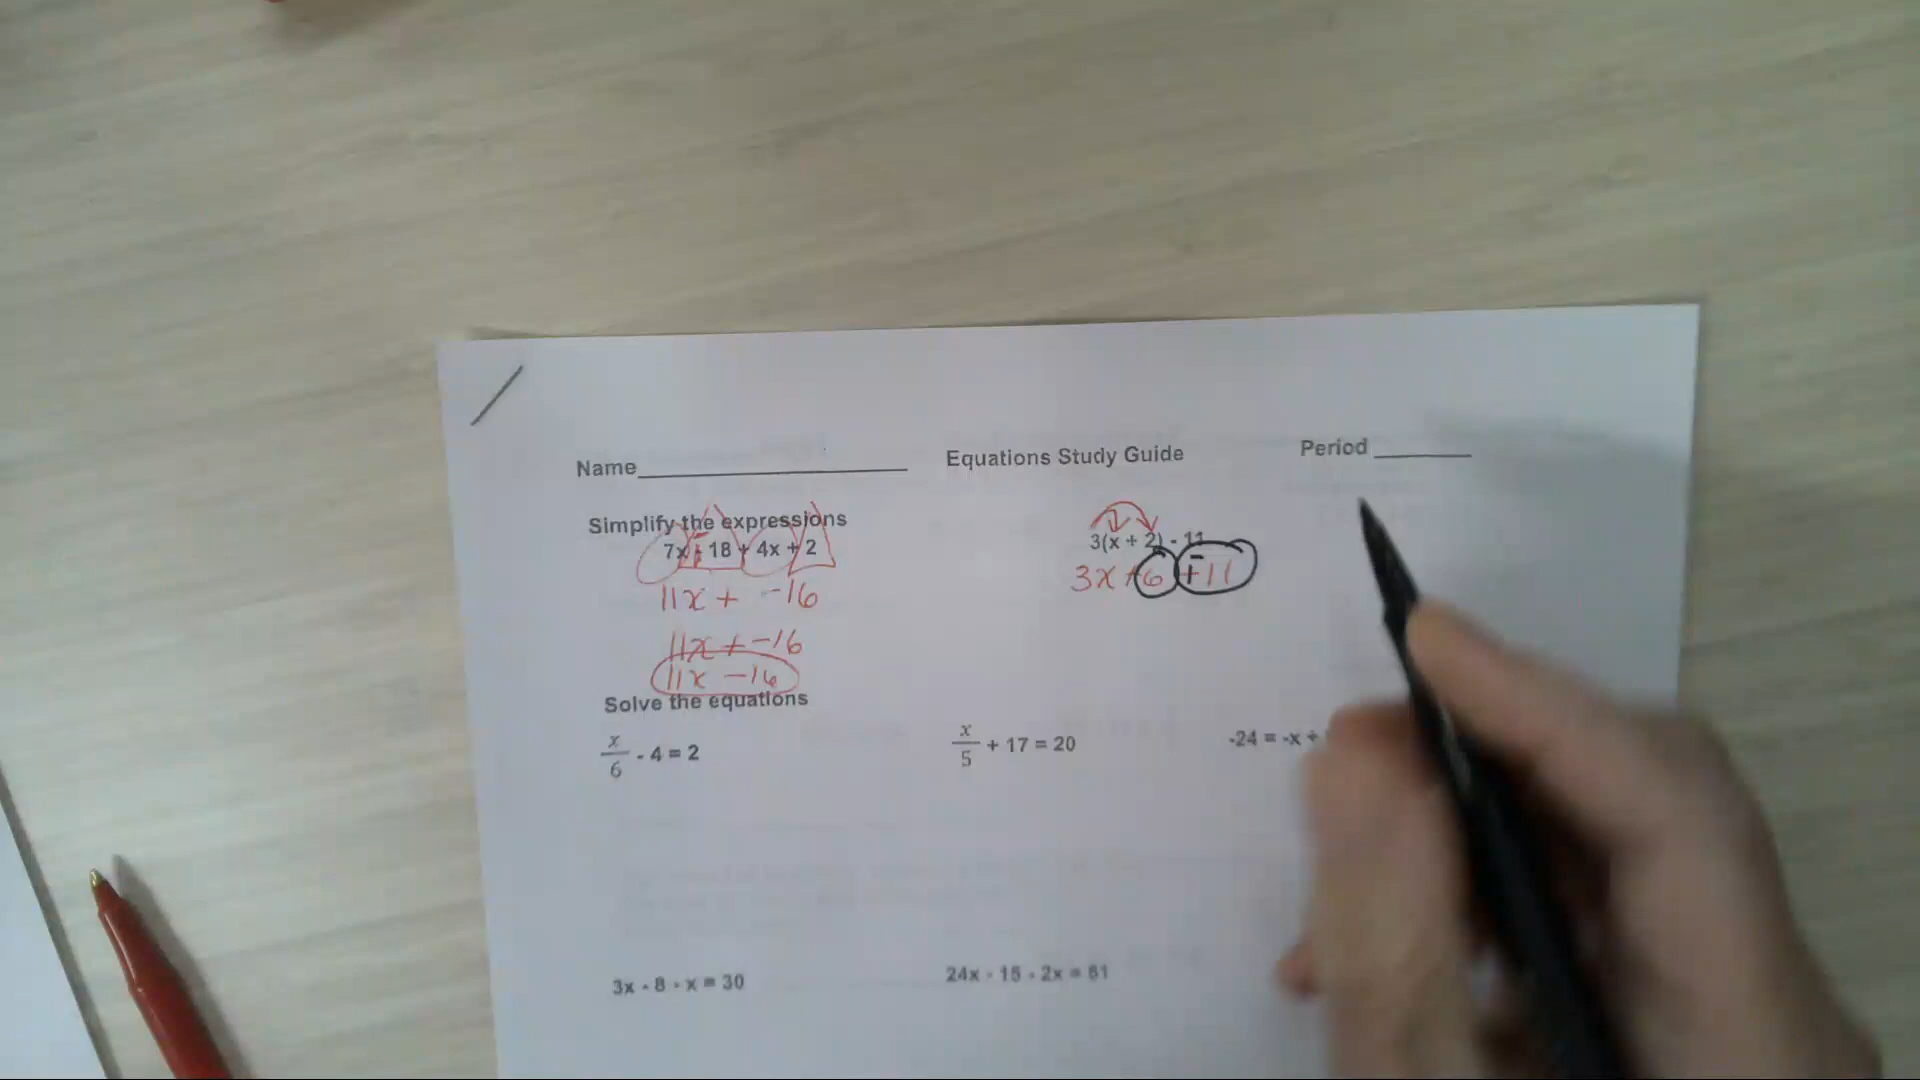 Name______________ Equations Study Guide Period ______
Simplify the expressions
7x - 18 + 4x + 2
3(x + 2) - 11
11x + -16
3x + 6 + -11
11x + -16
11x - 16
Solve the equations
x/6 - 4 = 2
x/5 + 17 = 20
-24 = -x +
3x - 8 - x = 30
24x - 15 - 2x = 51